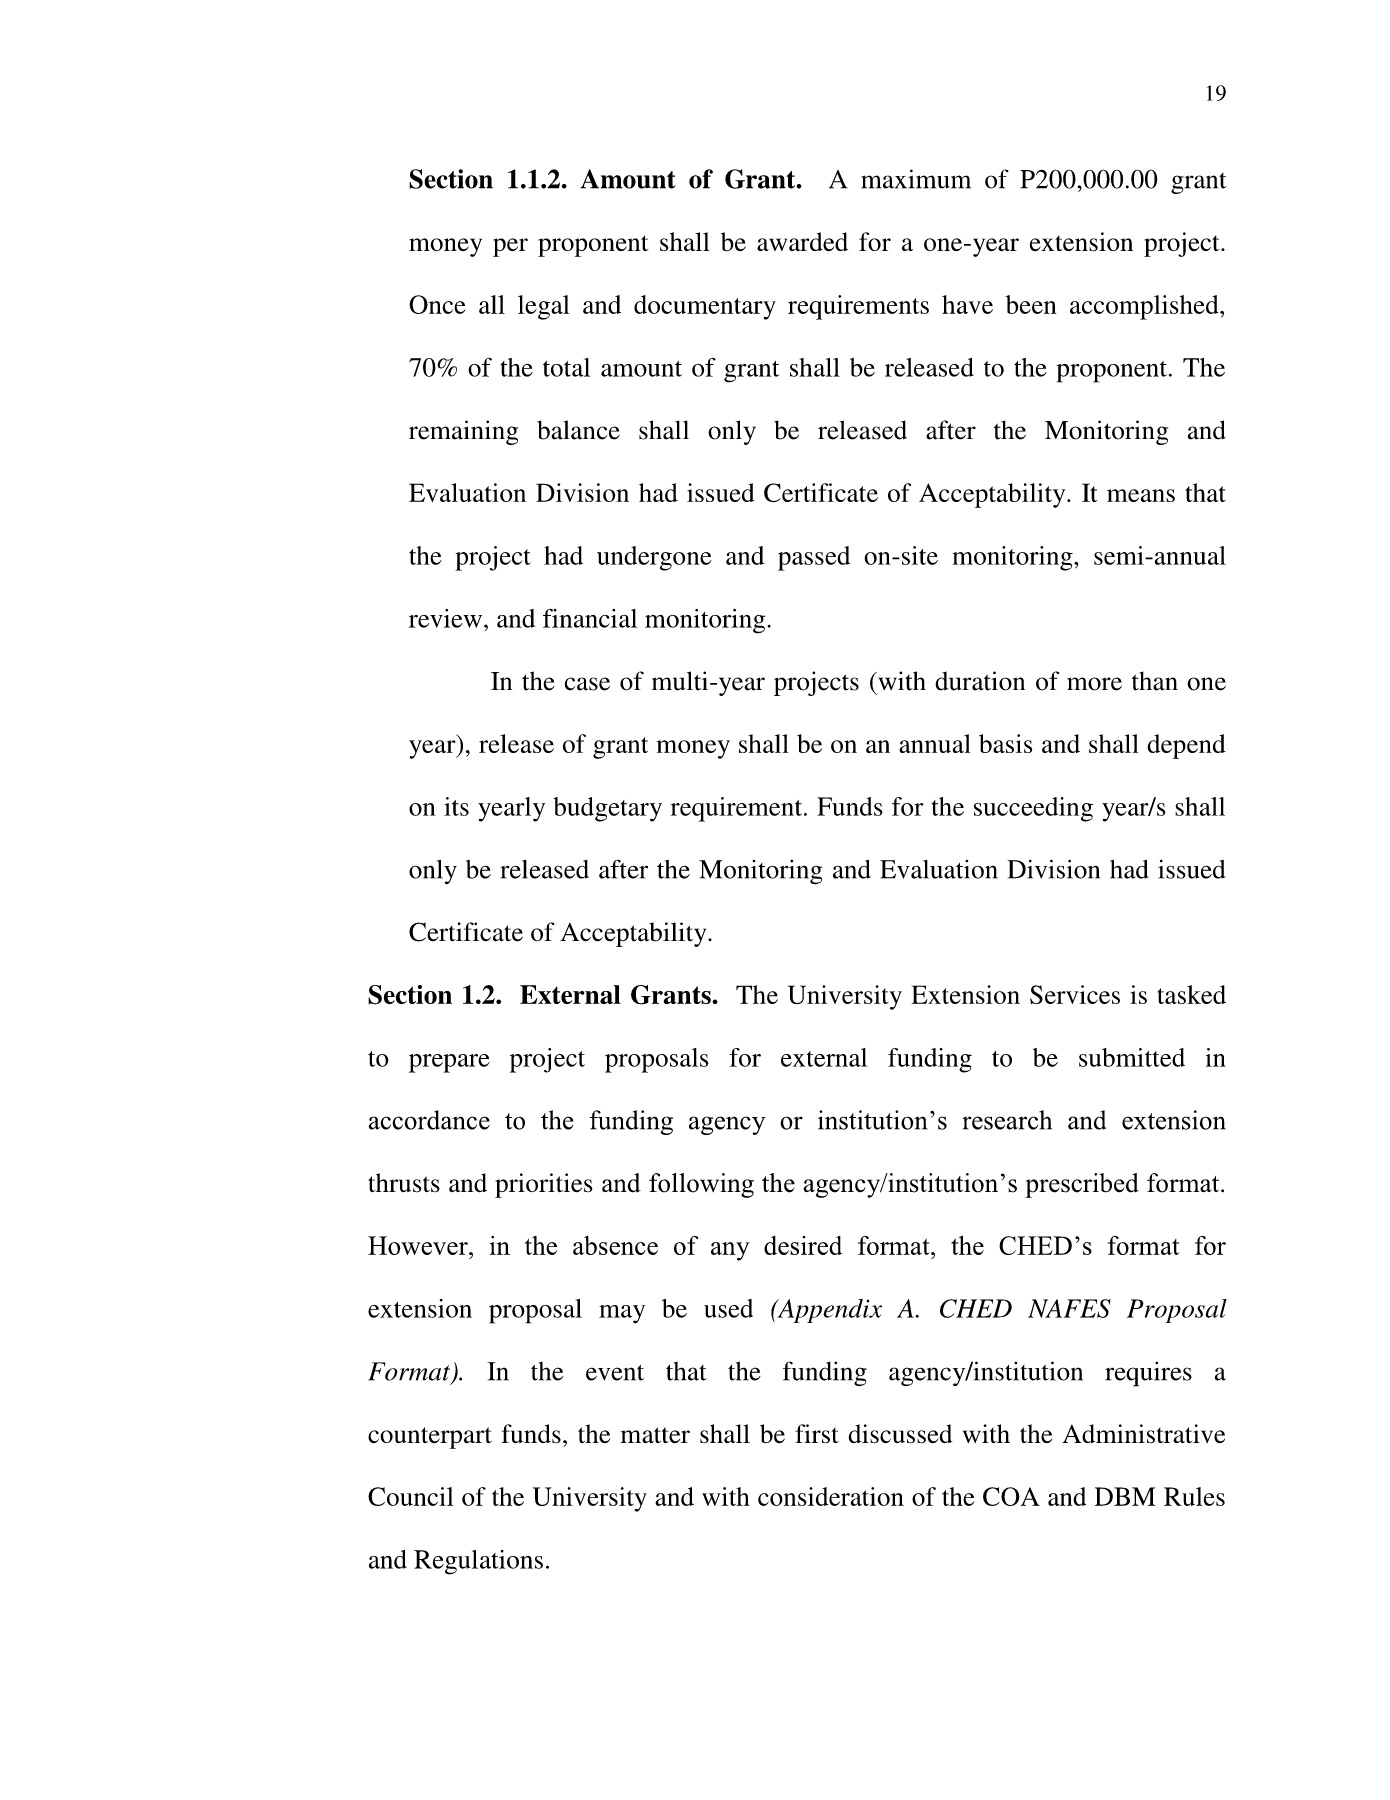 19
Section 1.1.2. Amount of Grant. A maximum of P200,000.00 grant
money per proponent shall be awarded for a one-year extension project.
Once all legal and documentary requirements have been accomplished,
70% of the total amount of grant shall be released to the proponent. The
remaining balance shall only be released after the Monitoring and
Evaluation Division had issued Certificate of Acceptability. It means that
the project had undergone and passed on-site monitoring, semi-annual
review, and financial monitoring.
In the case of multi-year projects (with duration of more than one
year), release of grant money shall be on an annual basis and shall depend
on its yearly budgetary requirement. Funds for the succeeding year/s shall
only be released after the Monitoring and Evaluation Division had issued
Certificate of Acceptability.
Section 1.2. External Grants. The University Extension Services is tasked
to prepare project proposals for external funding to be submitted in
accordance to the funding agency or institution’s research and extension
thrusts and priorities and following the agency/institution’s prescribed format.
However, in the absence of any desired format, the CHED’s format for
extension proposal may be used (Appendix A. CHED NAFES Proposal
Format). In the event that the funding agency/institution requires a
counterpart funds, the matter shall be first discussed with the Administrative
Council of the University and with consideration of the COA and DBM Rules
and Regulations.